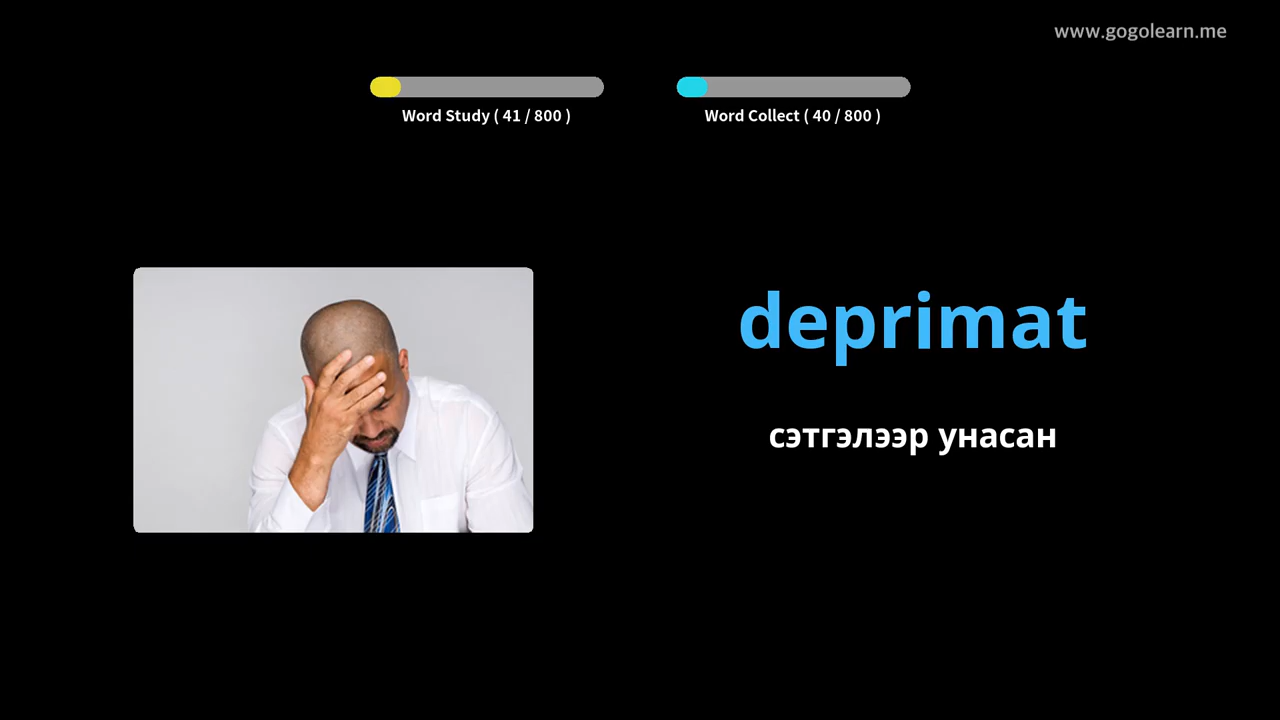 www.gogolearn.me
Word Study ( 41 / 800 )
Word Collect ( 40 / 800 )
deprimat
сэтгэлээр унасан